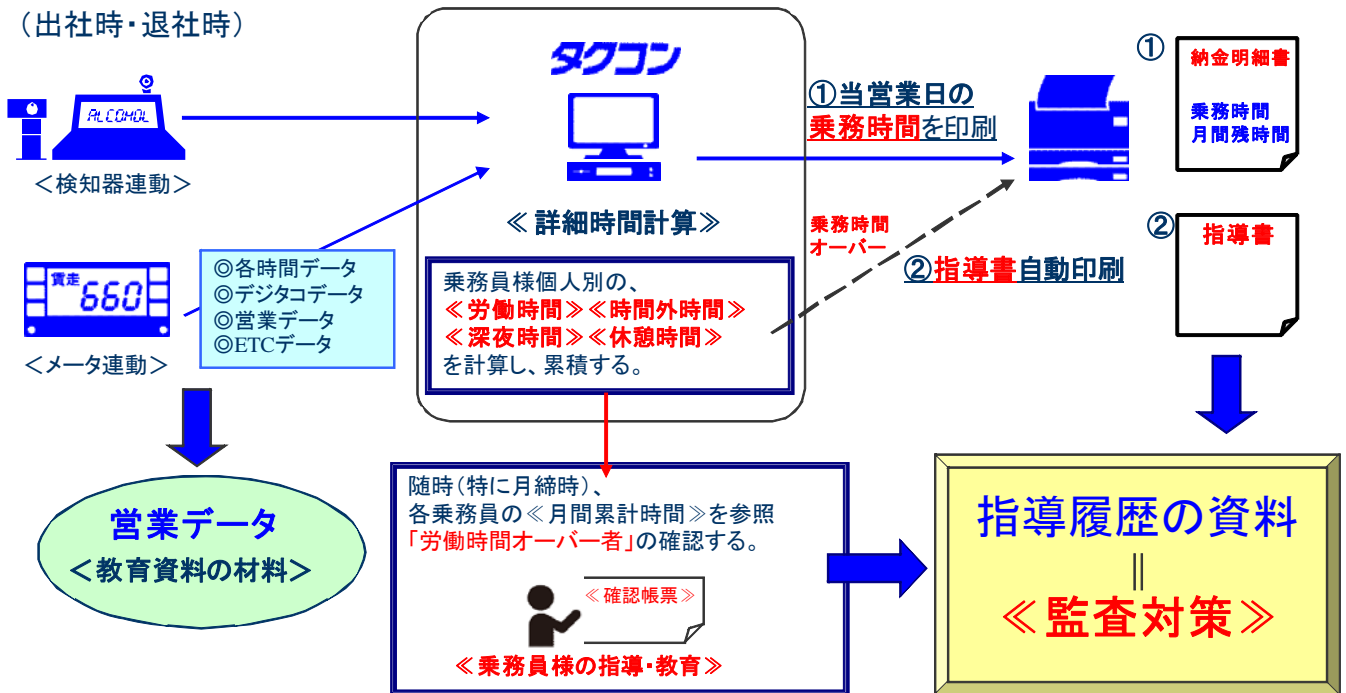 （出社時・退社時）
ALCOHOL
＜検知器連動＞
賃走
660
＜メータ連動＞
◎各時間データ
◎デジタコデータ
◎営業データ
◎ETCデータ
営業データ
＜教育資料の材料＞
タクコン
≪詳細時間計算≫
乗務員様個人別の、
≪労働時間≫≪時間外時間≫
≪深夜時間≫≪休憩時間≫
を計算し、累積する。
随時（特に月締時）、
各乗務員の≪月間累計時間≫を参照
「労働時間オーバー者」の確認する。
≪確認帳票≫
≪乗務員様の指導・教育≫
①当営業日の
乗務時間を印刷
乗務時間
オーバー
②指導書自動印刷
①
納金明細書
乗務時間
月間残時間
②
指導書
指導履歴の資料
＝
≪監査対策≫